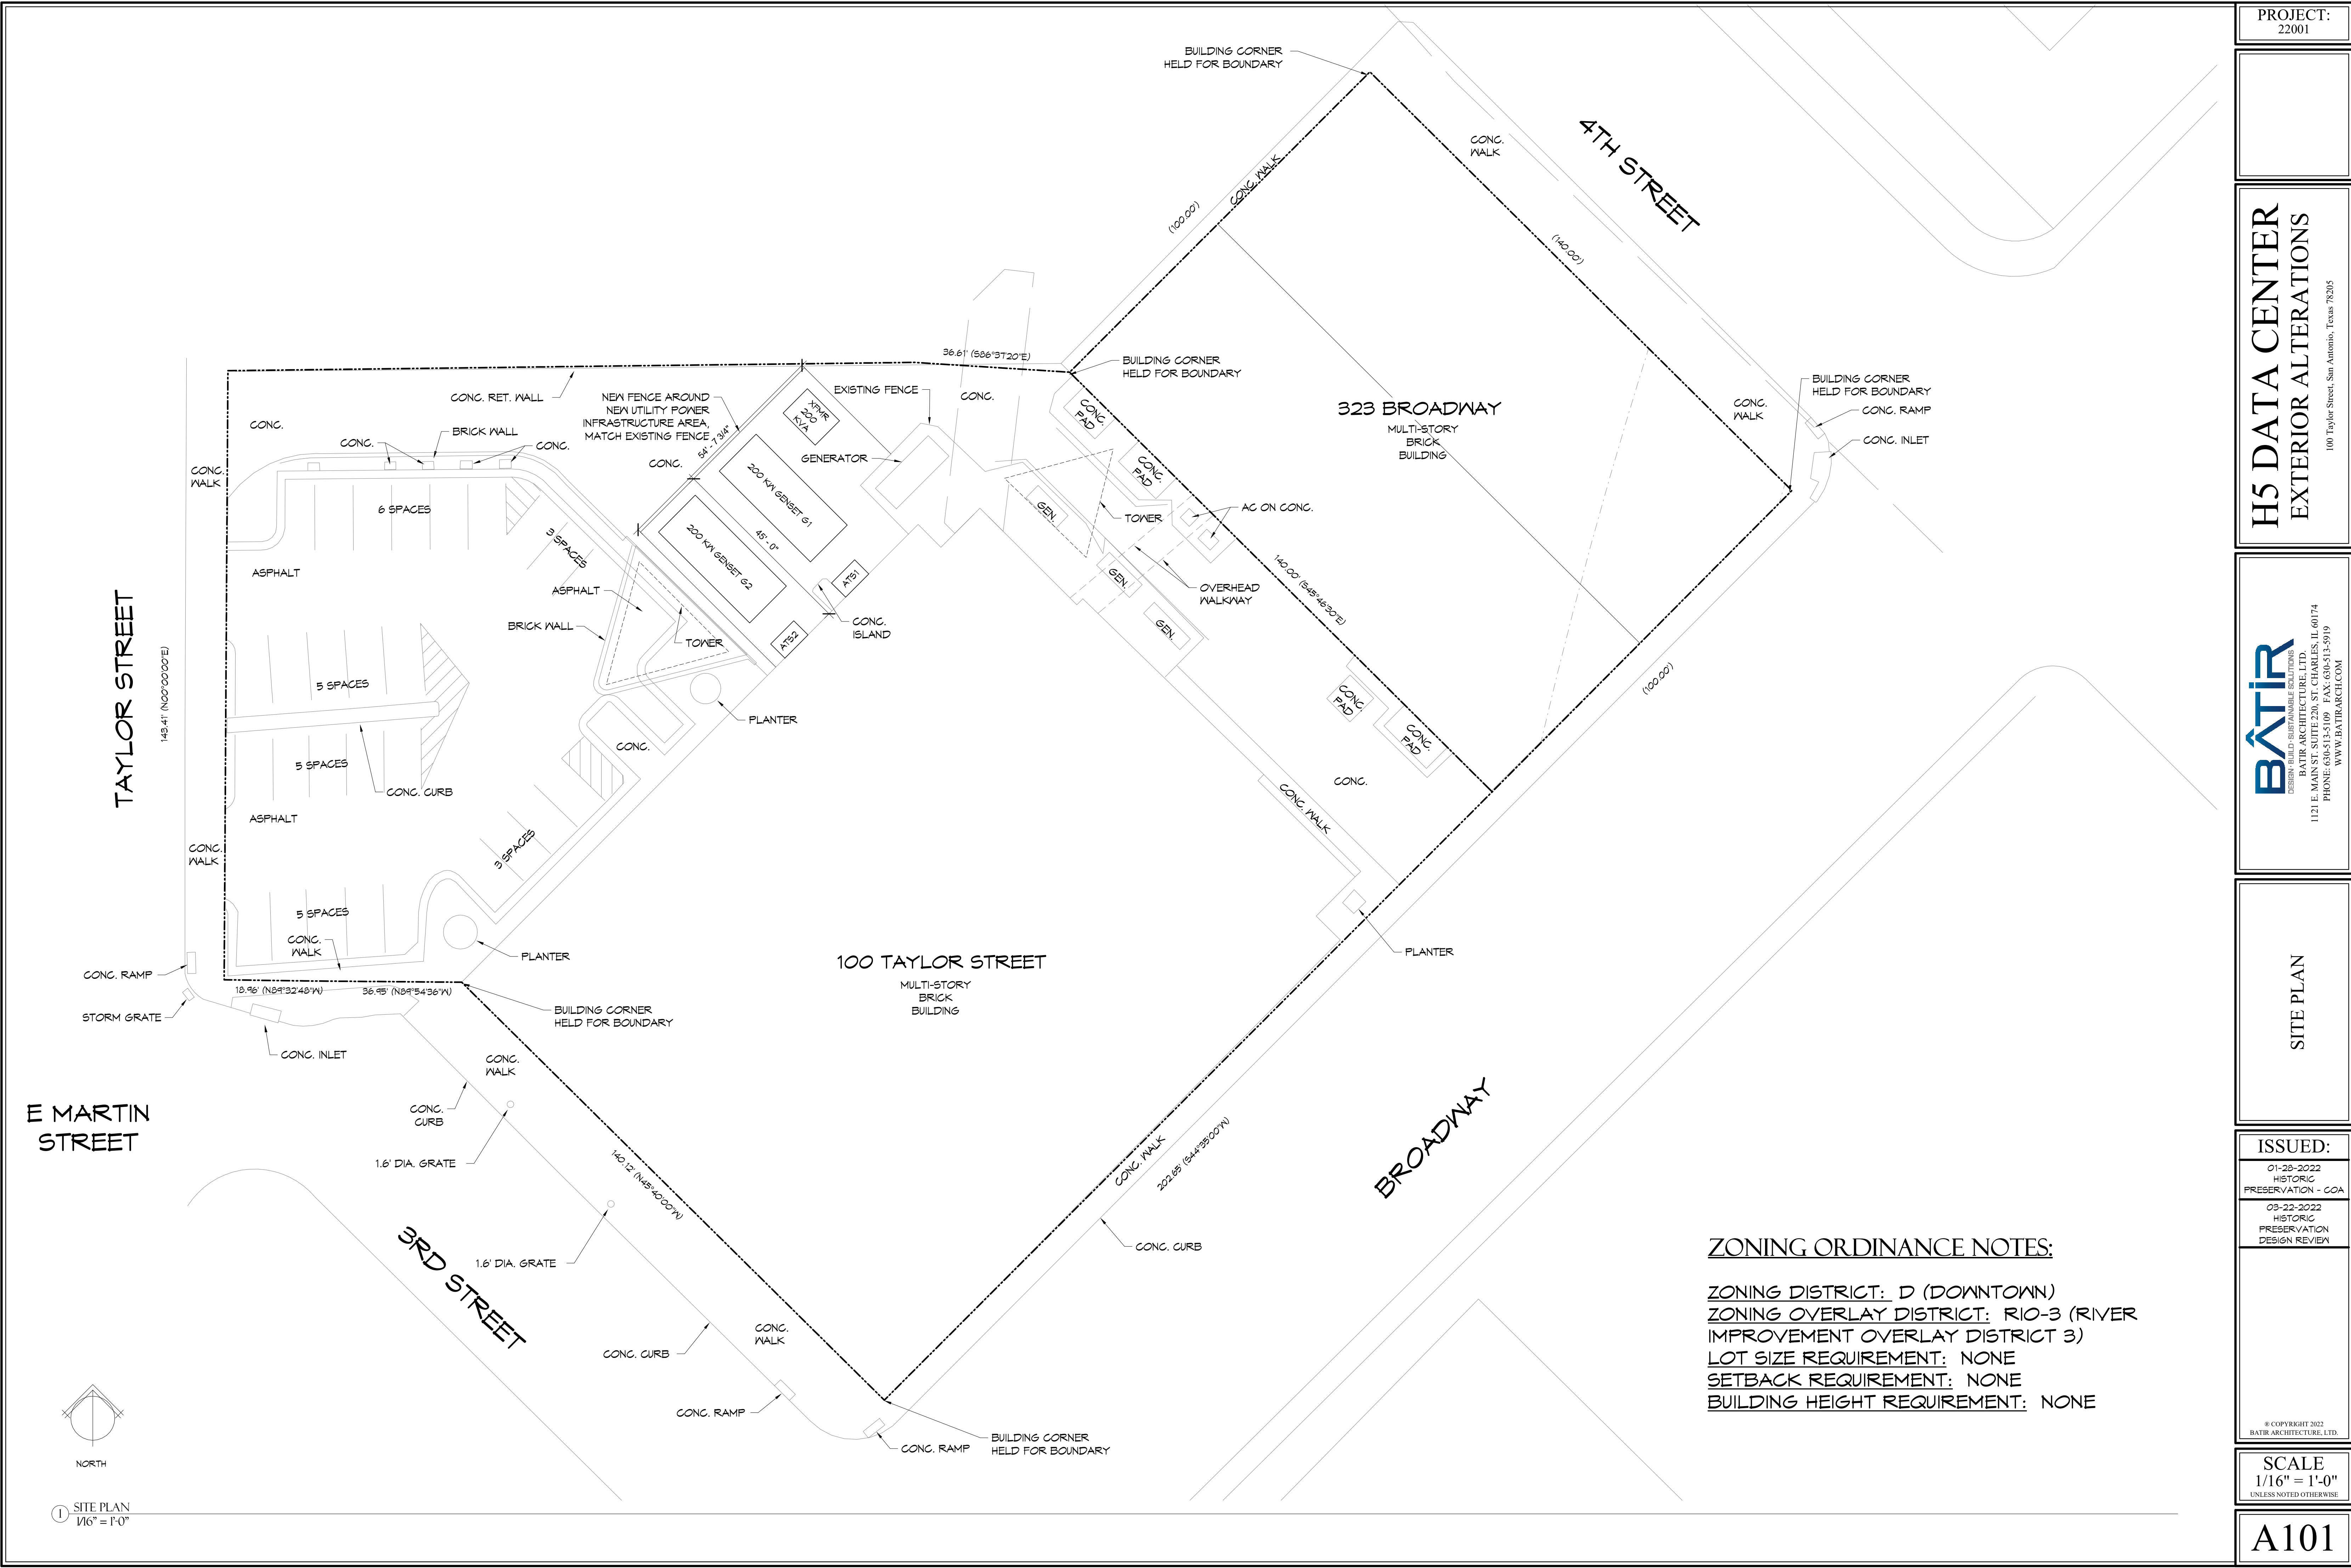 BUILDING CORNER
HELD FOR BOUNDARY
4TH STREET
CONC.
WALK
CONC. WALK
(100.00')
(140.00')
36.61' (S86°37'20"E)
BUILDING CORNER
HELD FOR BOUNDARY
BUILDING CORNER
HELD FOR BOUNDARY
CONC. RAMP
CONC. INLET
CONC.
WALK
323 BROADWAY
MULTI-STORY
BRICK
BUILDING
CONC. RET. WALL
NEW FENCE AROUND
NEW UTILITY POWER
INFRASTRUCTURE AREA,
MATCH EXISTING FENCE
54' - 7 3/4"
XFMR
200
KVA
EXISTING FENCE
CONC.
GENERATOR
CONC.
PAD
CONC.
PAD
CONC.
CONC.
BRICK WALL
CONC.
CONC.
CONC.
WALK
6 SPACES
3 SPACES
200 KW GENSET G1
200 KW GENSET G2
45' - 0"
ATS1
ATS2
CONC.
ISLAND
GEN.
TOWER
AC ON CONC.
GEN.
OVERHEAD
WALKWAY
GEN.
140.00' (S45°46'30"E)
ASPHALT
ASPHALT
BRICK WALL
TOWER
TAYLOR STREET
143.41' (N00°00'00"E)
5 SPACES
PLANTER
CONC.
5 SPACES
CONC. CURB
ASPHALT
3 SPACES
CONC.
WALK
5 SPACES
CONC.
WALK
PLANTER
(100.00')
CONC.
PAD
CONC.
PAD
CONC.
CONC. WALK
PLANTER
CONC. RAMP
STORM GRATE
18.96' (N89°32'48"W)
36.95' (N89°54'36"W)
CONC. INLET
BUILDING CORNER
HELD FOR BOUNDARY
100 TAYLOR STREET
MULTI-STORY
BRICK
BUILDING
E MARTIN
STREET
CONC.
WALK
CONC.
CURB
1.6' DIA. GRATE
1.6' DIA. GRATE
140.12' (N45°40'00"W)
3RD STREET
CONC. WALK
202.65' (S44°35'00"W)
BROADWAY
CONC. CURB
CONC. CURB
CONC.
WALK
CONC. RAMP
CONC. RAMP
BUILDING CORNER
HELD FOR BOUNDARY
ZONING ORDINANCE NOTES:
ZONING DISTRICT: D (DOWNTOWN)
ZONING OVERLAY DISTRICT: RIO-3 (RIVER
IMPROVEMENT OVERLAY DISTRICT 3)
LOT SIZE REQUIREMENT: NONE
SETBACK REQUIREMENT: NONE
BUILDING HEIGHT REQUIREMENT: NONE
NORTH
1
SITE PLAN
1/16" = 1'-0"
PROJECT:
22001
H5 DATA CENTER
EXTERIOR ALTERATIONS
100 Taylor Street, San Antonio, Texas 78205
BÂTIR
DESIGN·BUILD·SUSTAINABLE SOLUTIONS
BATIR ARCHITECTURE, LTD.
1121 E. MAIN ST. SUITE 220, ST. CHARLES, IL 60174
PHONE: 630-513-5109 FAX: 630-513-5919
WWW.BATIRARCH.COM
SITE PLAN
ISSUED:
01-28-2022
HISTORIC
PRESERVATION - COA
03-22-2022
HISTORIC
PRESERVATION
DESIGN REVIEW
® COPYRIGHT 2022
BATIR ARCHITECTURE, LTD.
SCALE
1/16" = 1'-0"
UNLESS NOTED OTHERWISE
A101